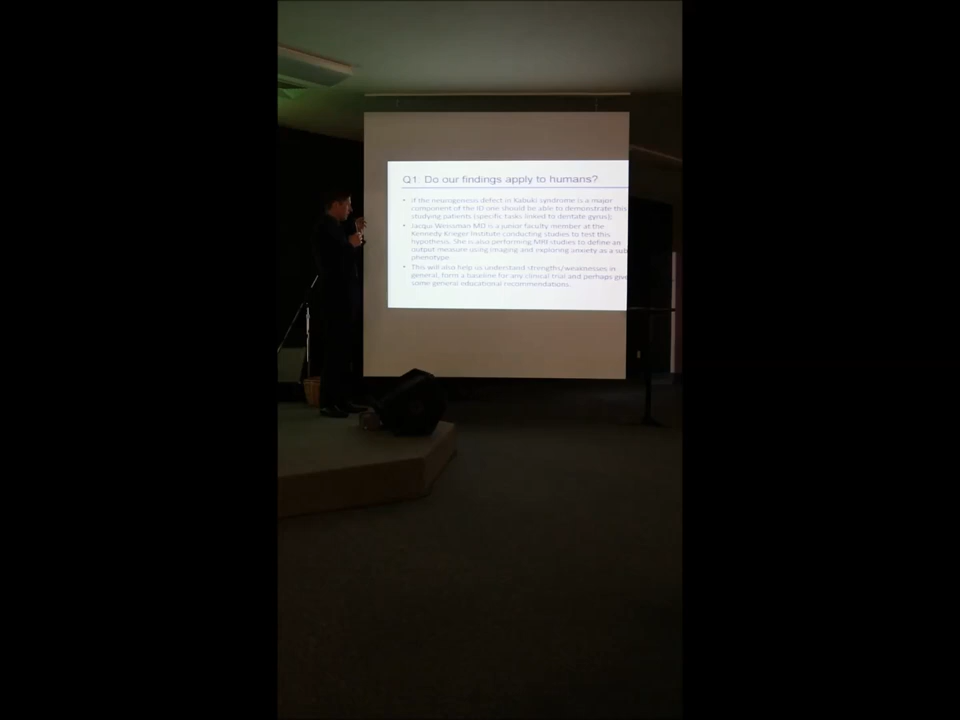 Q1: Do our findings apply to humans?
• If the neurogenesis defect in Kabuki syndrome is a major
component of the ID one should be able to demonstrate this
studying patients (specific tasks linked to dentate gyrus).
• Jacqui Weissman MD is a junior faculty member at the
Kennedy Krieger Institute conducting studies to test this
hypothesis. She is also performing MRI studies to define an
output measure using imaging and exploring anxiety as a sub
phenotype.
• This will also help us understand strengths/weaknesses in
general, form a baseline for any clinical trial and perhaps give
some general educational recommendations.